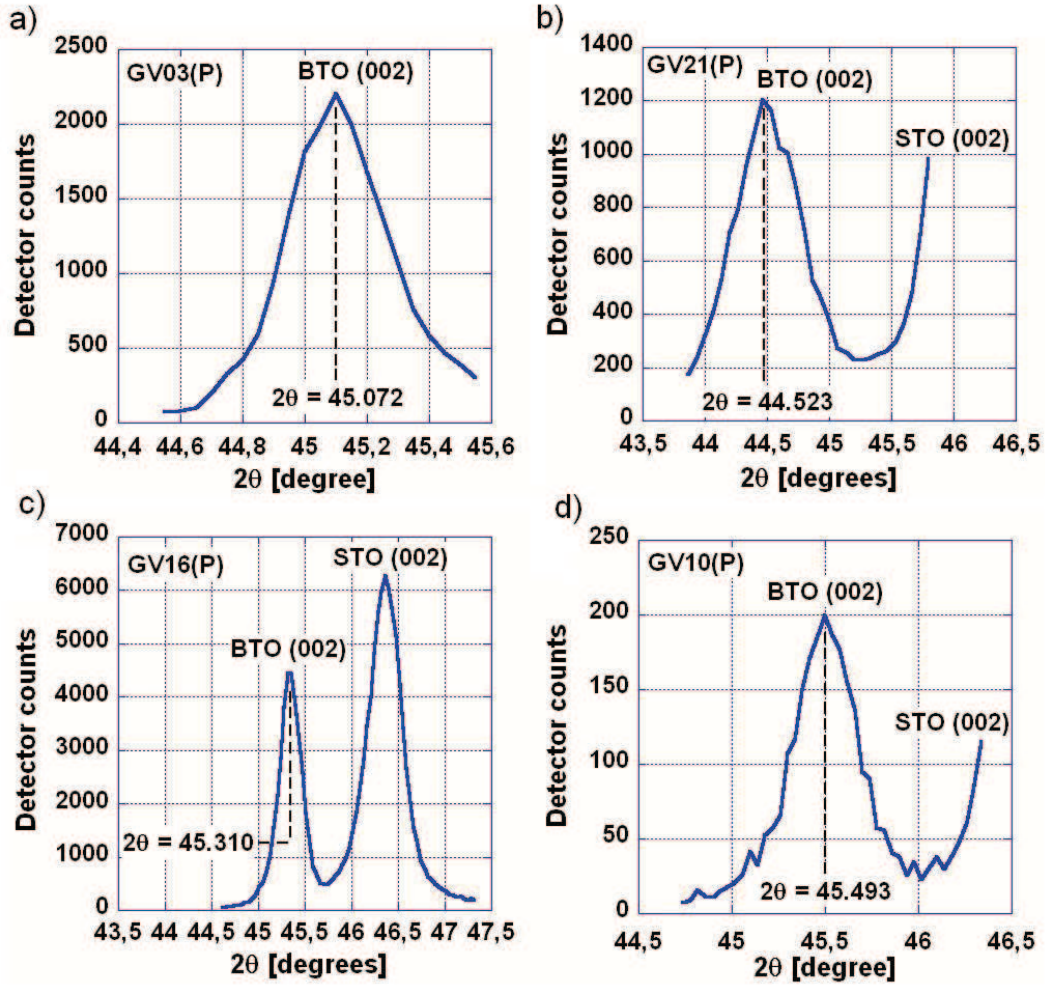 a)
GV03(P)
BTO (002)
Detector counts
2500
2000
1500
1000
500
0
2θ = 45.072
44,4 44,6 44,8 45 45,2 45,4 45,6
2θ [degree]
b)
GV21(P)
BTO (002)
STO (002)
Detector counts
1400
1200
1000
800
600
400
200
0
2θ = 44.523
43,5 44 44,5 45 45,5 46 46,5
2θ [degrees]
c)
GV16(P)
STO (002)
BTO (002)
Detector counts
7000
6000
5000
4000
3000
2000
1000
0
2θ = 45.310
43,5 44 44,5 45 45,5 46 46,5 47 47,5
2θ [degrees]
d)
GV10(P)
BTO (002)
STO (002)
Detector counts
250
200
150
100
50
0
2θ = 45.493
44,5 45 45,5 46 46,5
2θ [degree]